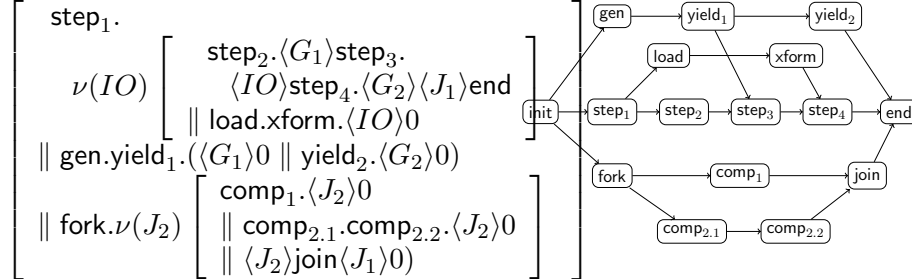 step₁.
ν(IO) [ step₂.⟨G₁⟩step₃.
⟨IO⟩step₄.⟨G₂⟩⟨J₁⟩end
∥ load.xform.⟨IO⟩0 ]
∥ gen.yield₁.(⟨G₁⟩0 ∥ yield₂.⟨G₂⟩0)
comp₁.⟨J₂⟩0
∥ fork.ν(J₂) [ ∥ comp₂.₁.comp₂.₂.⟨J₂⟩0
∥ ⟨J₂⟩join⟨J₁⟩0) ]
gen yield₁ yield₂
load xform
init step₁ step₂ step₃ step₄ end
fork comp₁ join
comp₂.₁ comp₂.₂